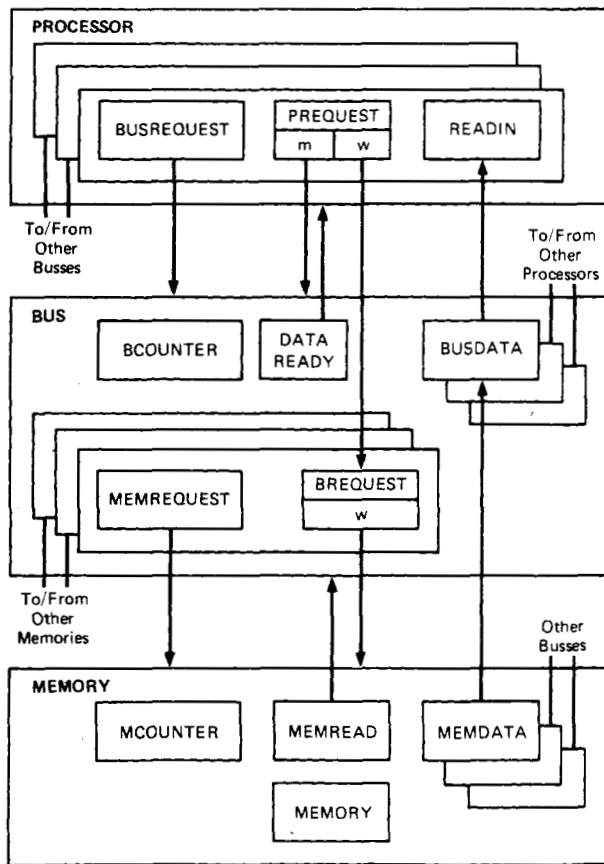 PROCESSOR
BUSREQUEST
PREQUEST
m w
READIN
To/From
Other
Busses
To/From
Other
Processors
BUS
BCOUNTER
DATA
READY
BUSDATA
MEMREQUEST
BREQUEST
w
To/From
Other
Memories
Other
Busses
MEMORY
MCOUNTER
MEMREAD
MEMDATA
MEMORY